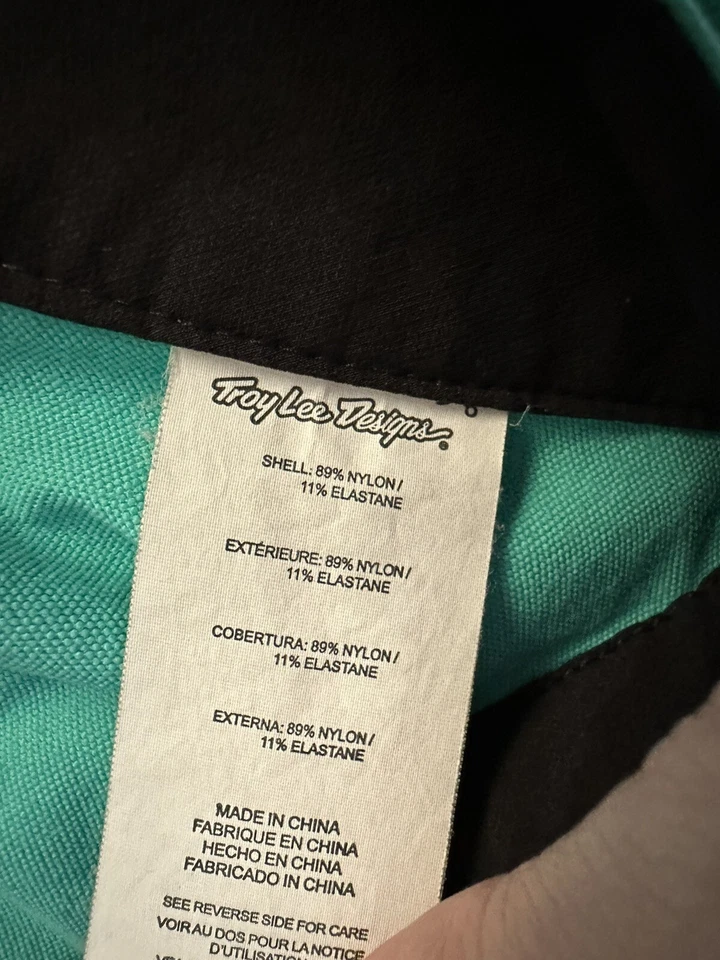 Troy Lee Designs®
SHELL: 89% NYLON /
11% ELASTANE
EXTÉRIEURE: 89% NYLON /
11% ELASTANE
COBERTURA: 89% NYLON /
11% ELASTANE
EXTERNA: 89% NYLON /
11% ELASTANE
MADE IN CHINA
FABRIQUE EN CHINA
HECHO EN CHINA
FABRICADO IN CHINA
SEE REVERSE SIDE FOR CARE
VOIR AU DOS POUR LA NOTICE
D'UTILISATION